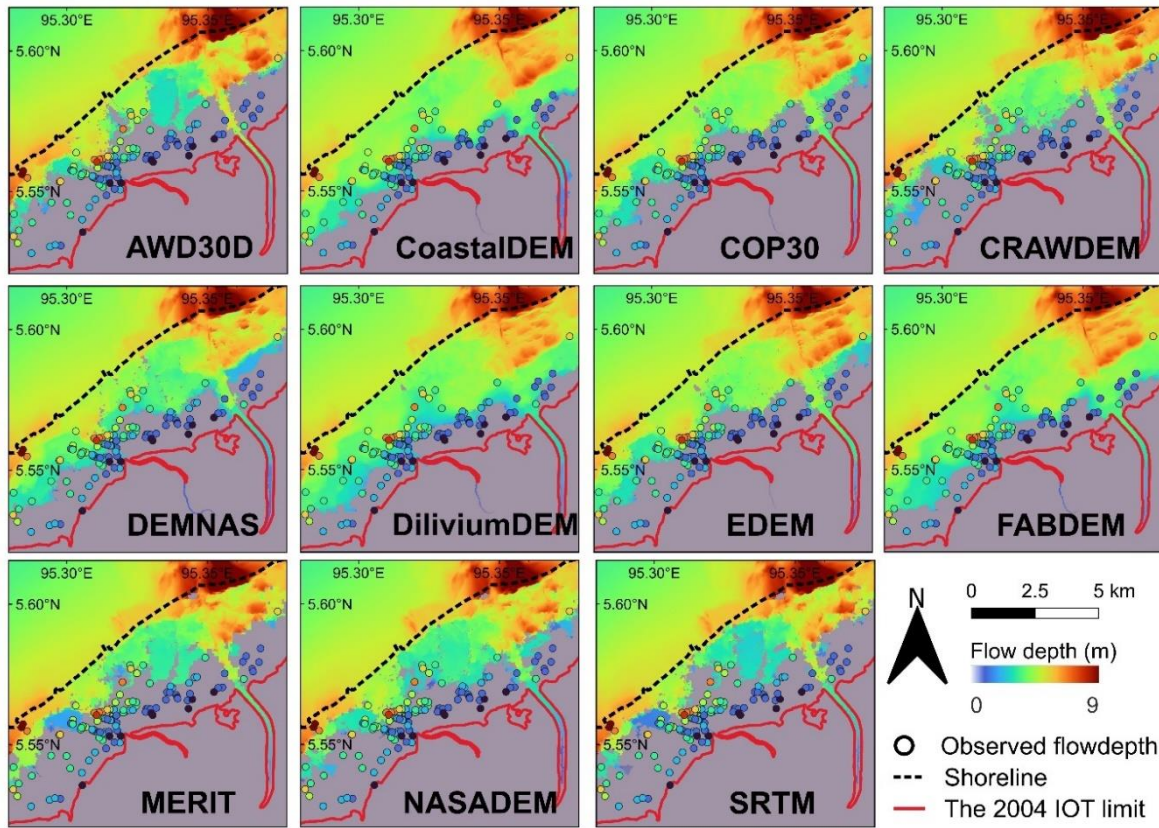 95.30°E 95.35°E 95.30°E 95.35°E 95.30°E 95.35°E 95.30°E 95.35°E
5.60°N 5.60°N 5.60°N 5.60°N
5.55°N 5.55°N 5.55°N 5.55°N
AWD30D CoastalDEM COP30 CRAWDEM
95.30°E 95.35°E 95.30°E 95.35°E 95.30°E 95.35°E 95.30°E 95.35°E
5.60°N 5.60°N 5.60°N 5.60°N
5.55°N 5.55°N 5.55°N 5.55°N
DEMNAS DiliviumDEM EDEM FABDEM
95.30°E 95.35°E 95.30°E 95.35°E 95.30°E 95.35°E
5.60°N 5.60°N 5.60°N
5.55°N 5.55°N 5.55°N
MERIT NASADEM SRTM
N
0 2.5 5 km
Flow depth (m)
0 9
Observed flowdepth
Shoreline
The 2004 IOT limit